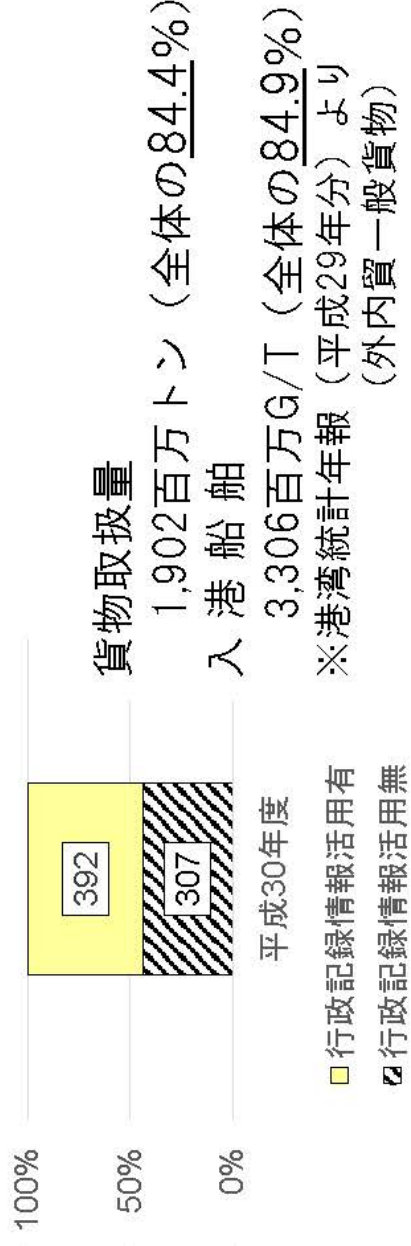 100%
50%
0%
392
307
平成30年度
行政記録情報活用有
行政記録情報活用無
貨物取扱量
1,902百万トン（全体の84.4%）
入 港 船 舶
3,306百万G/T（全体の84.9%）
※港湾統計年報（平成29年分）より
（外内貿一般貨物）